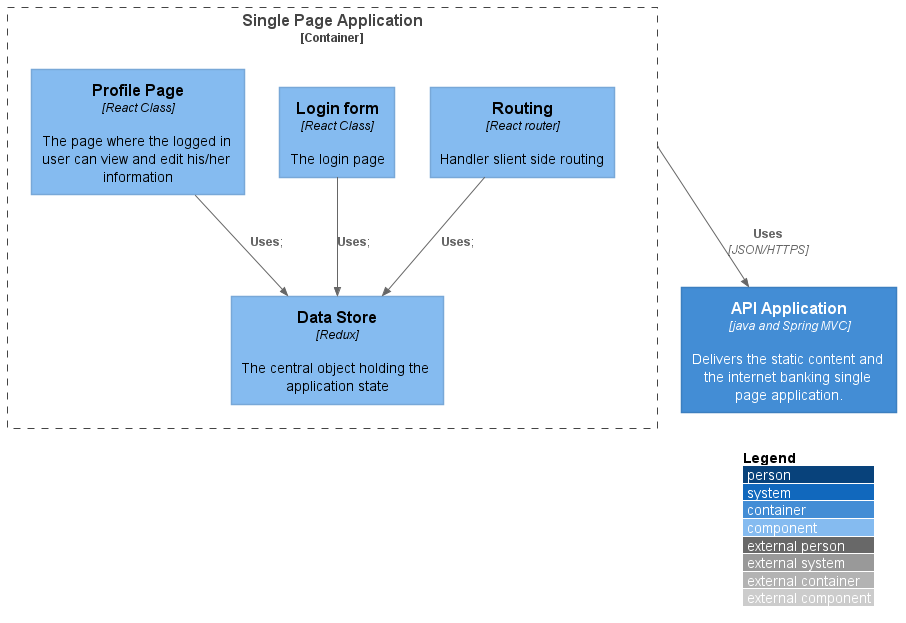 Single Page Application
[Container]
Profile Page
[React Class]
The page where the logged in
user can view and edit his/her
information
Login form
[React Class]
The login page
Routing
[React router]
Handler slient side routing
Uses;
Uses;
Uses;
Uses
[JSON/HTTPS]
Data Store
[Redux]
The central object holding the
application state
API Application
[java and Spring MVC]
Delivers the static content and
the internet banking single
page application.
Legend
person
system
container
component
external person
external system
external container
external component